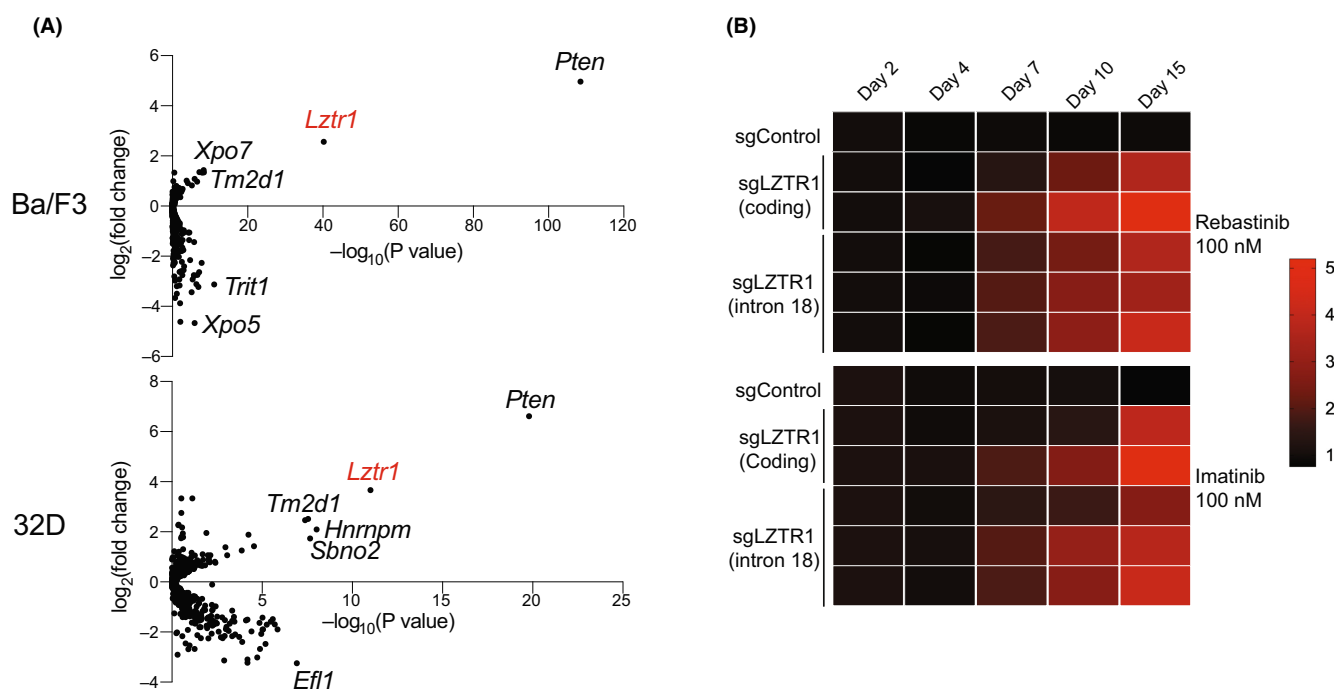 (A)
Ba/F3
log2(fold change)
6
4
2
0
–2
–4
–6
20
40
60
80
100
120
–log10(P value)
Pten
Lztr1
Xpo7
Tm2d1
Trit1
Xpo5
32D
log2(fold change)
8
6
4
2
0
–2
–4
5
10
15
20
25
–log10(P value)
Pten
Lztr1
Tm2d1
Hnrnpm
Sbno2
Efl1
(B)
Day 2
Day 4
Day 7
Day 10
Day 15
sgControl
sgLZTR1
(coding)
sgLZTR1
(intron 18)
Rebastinib
100 nM
sgControl
sgLZTR1
(Coding)
sgLZTR1
(intron 18)
Imatinib
100 nM
5
4
3
2
1